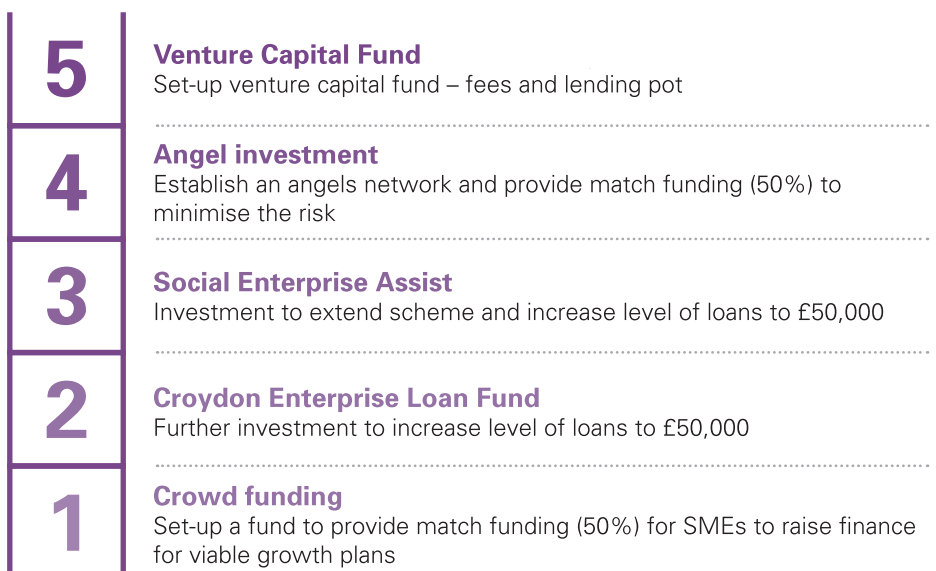 5
Venture Capital Fund
Set-up venture capital fund – fees and lending pot
4
Angel investment
Establish an angels network and provide match funding (50%) to
minimise the risk
3
Social Enterprise Assist
Investment to extend scheme and increase level of loans to £50,000
2
Croydon Enterprise Loan Fund
Further investment to increase level of loans to £50,000
1
Crowd funding
Set-up a fund to provide match funding (50%) for SMEs to raise finance
for viable growth plans